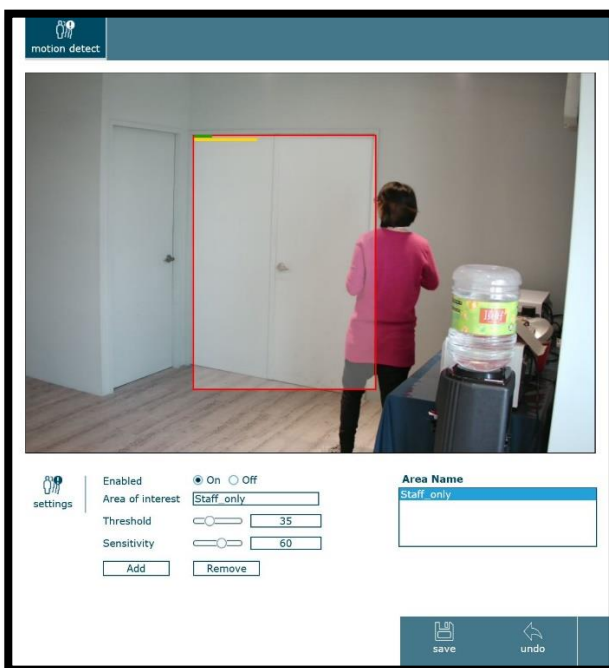 motion detect
settings
Enabled
On Off
Area of interest Staff_only
Threshold 35
Sensitivity 60
Add Remove
Area Name
Staff_only
save undo